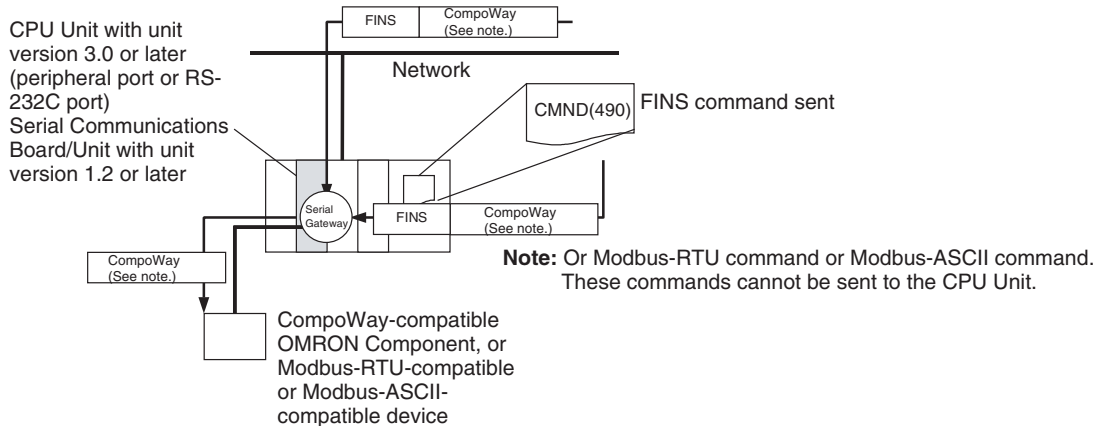 CPU Unit with unit
version 3.0 or later
(peripheral port or RS-
232C port)
Serial Communications
Board/Unit with unit
version 1.2 or later
FINS
CompoWay
(See note.)
Network
CMND(490)
FINS command sent
Serial
Gateway
FINS
CompoWay
(See note.)
CompoWay
(See note.)
Note: Or Modbus-RTU command or Modbus-ASCII command.
These commands cannot be sent to the CPU Unit.
CompoWay-compatible
OMRON Component, or
Modbus-RTU-compatible
or Modbus-ASCII-
compatible device